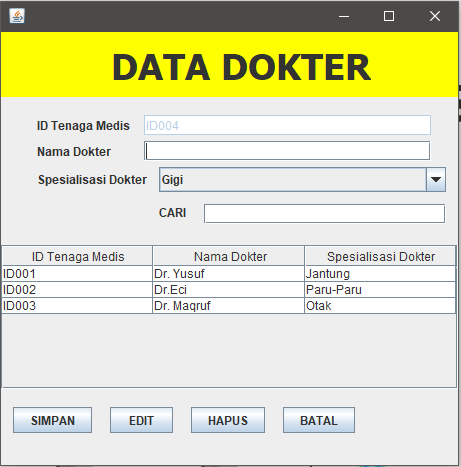 DATA DOKTER
ID Tenaga Medis ID004
Nama Dokter
Spesialisasi Dokter Gigi
CARI
ID Tenaga Medis Nama Dokter Spesialisasi Dokter
ID001 Dr. Yusuf Jantung
ID002 Dr.Eci Paru-Paru
ID003 Dr. Maqruf Otak
SIMPAN EDIT HAPUS BATAL